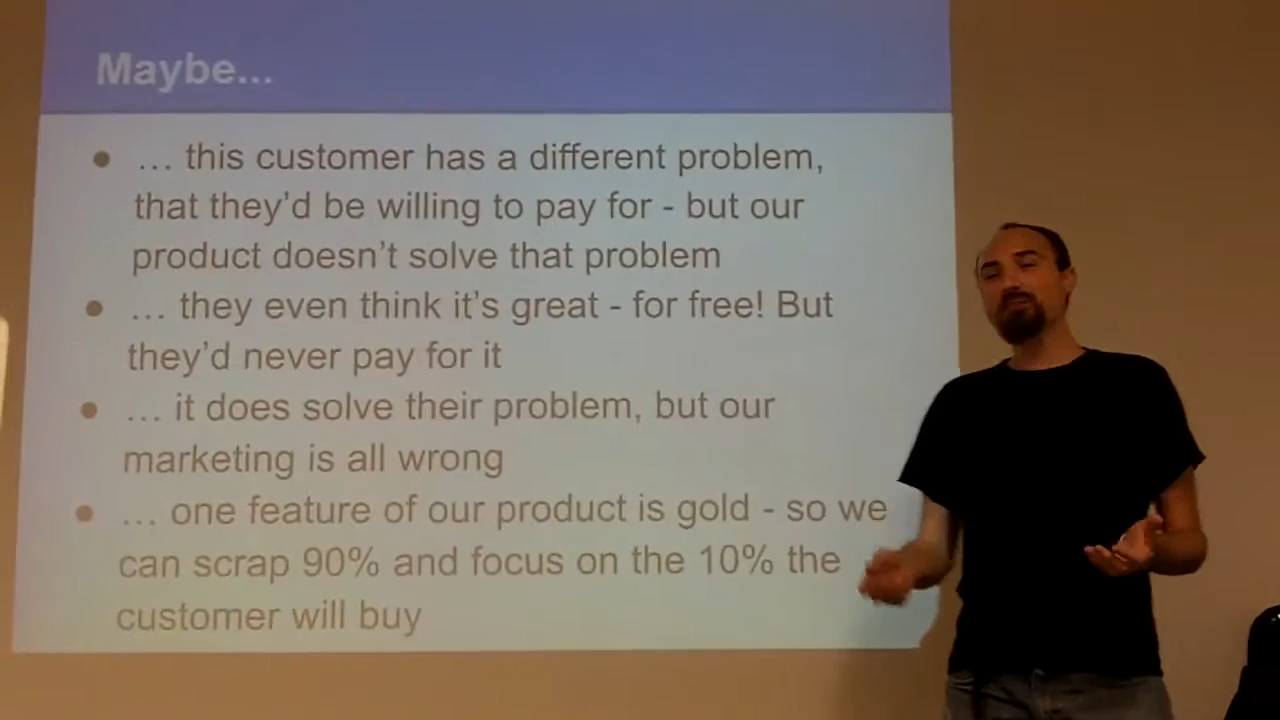 Maybe...
● … this customer has a different problem,
that they'd be willing to pay for - but our
product doesn't solve that problem
● … they even think it's great - for free! But
they'd never pay for it
● … it does solve their problem, but our
marketing is all wrong
● … one feature of our product is gold - so we
can scrap 90% and focus on the 10% the
customer will buy